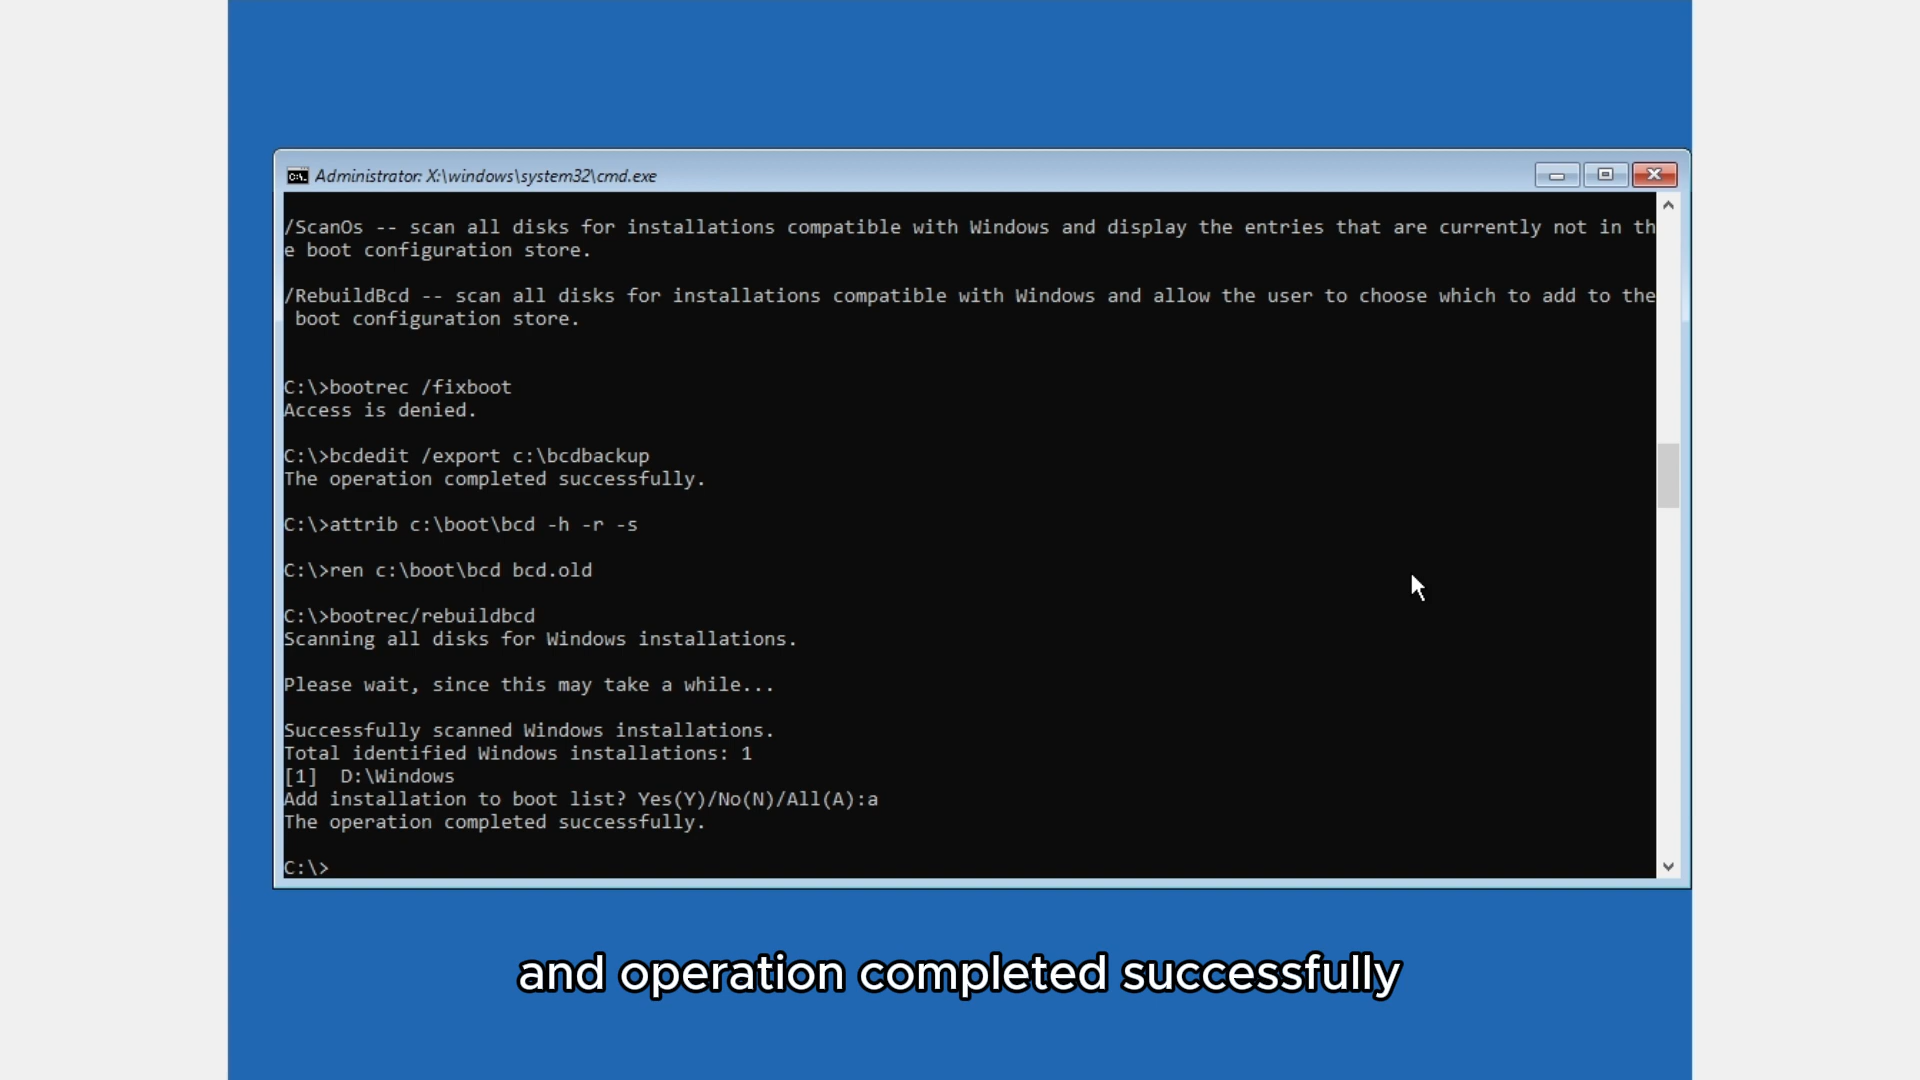 Administrator: X:\windows\system32\cmd.exe
/ScanOs -- scan all disks for installations compatible with Windows and display the entries that are currently not in th
e boot configuration store.
/RebuildBcd -- scan all disks for installations compatible with Windows and allow the user to choose which to add to the
 boot configuration store.
C:\>bootrec /fixboot
Access is denied.
C:\>bcdedit /export c:\bcdbackup
The operation completed successfully.
C:\>attrib c:\boot\bcd -h -r -s
C:\>ren c:\boot\bcd bcd.old
C:\>bootrec/rebuildbcd
Scanning all disks for Windows installations.
Please wait, since this may take a while...
Successfully scanned Windows installations.
Total identified Windows installations: 1
[1]  D:\Windows
Add installation to boot list? Yes(Y)/No(N)/All(A):a
The operation completed successfully.
C:\>
and operation completed successfully